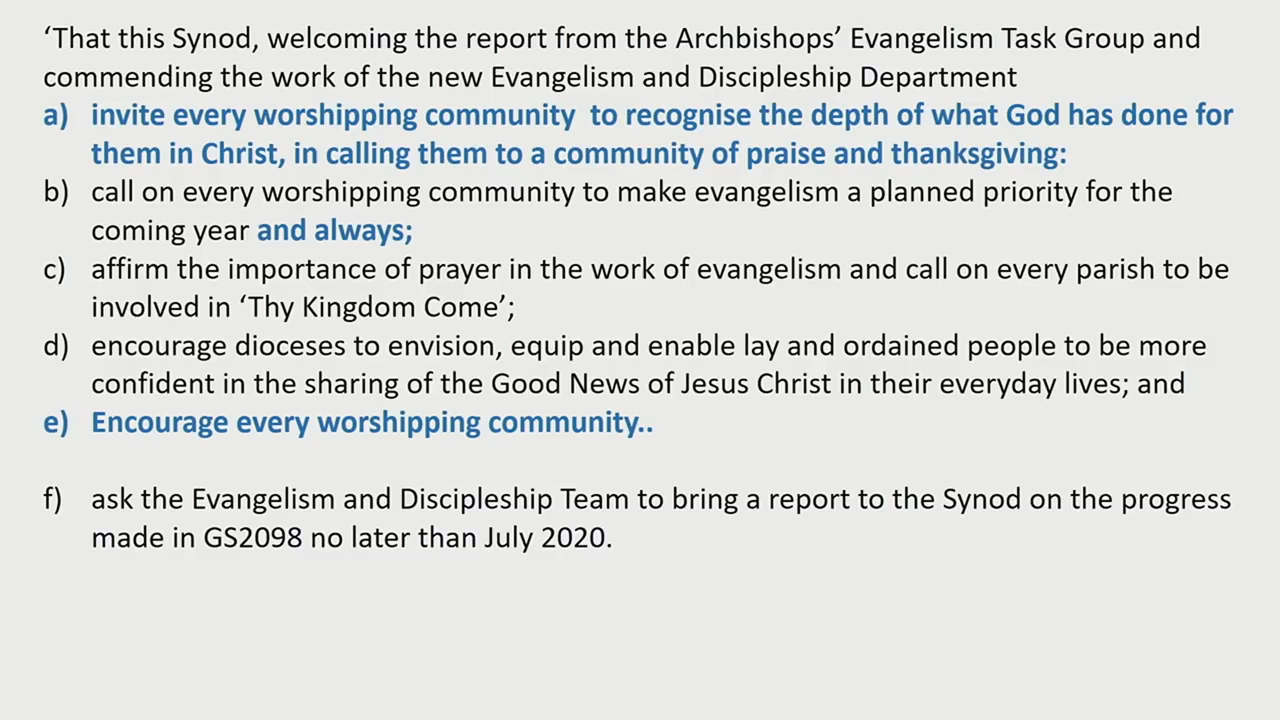 ‘That this Synod, welcoming the report from the Archbishops’ Evangelism Task Group and
commending the work of the new Evangelism and Discipleship Department
a) invite every worshipping community  to recognise the depth of what God has done for
them in Christ, in calling them to a community of praise and thanksgiving:
b) call on every worshipping community to make evangelism a planned priority for the
coming year and always;
c) affirm the importance of prayer in the work of evangelism and call on every parish to be
involved in ‘Thy Kingdom Come’;
d) encourage dioceses to envision, equip and enable lay and ordained people to be more
confident in the sharing of the Good News of Jesus Christ in their everyday lives; and
e) Encourage every worshipping community..
f) ask the Evangelism and Discipleship Team to bring a report to the Synod on the progress
made in GS2098 no later than July 2020.